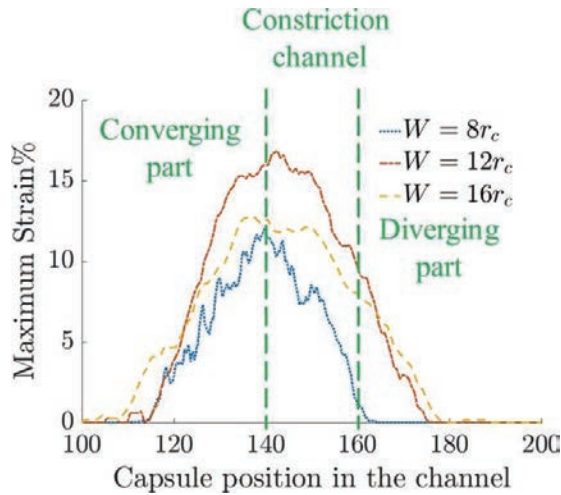 Constriction
channel
20
Converging
part
W = 8r_c
W = 12r_c
W = 16r_c
15
Maximum Strain%
10
Diverging
part
5
0
100
120
140
160
180
200
Capsule position in the channel